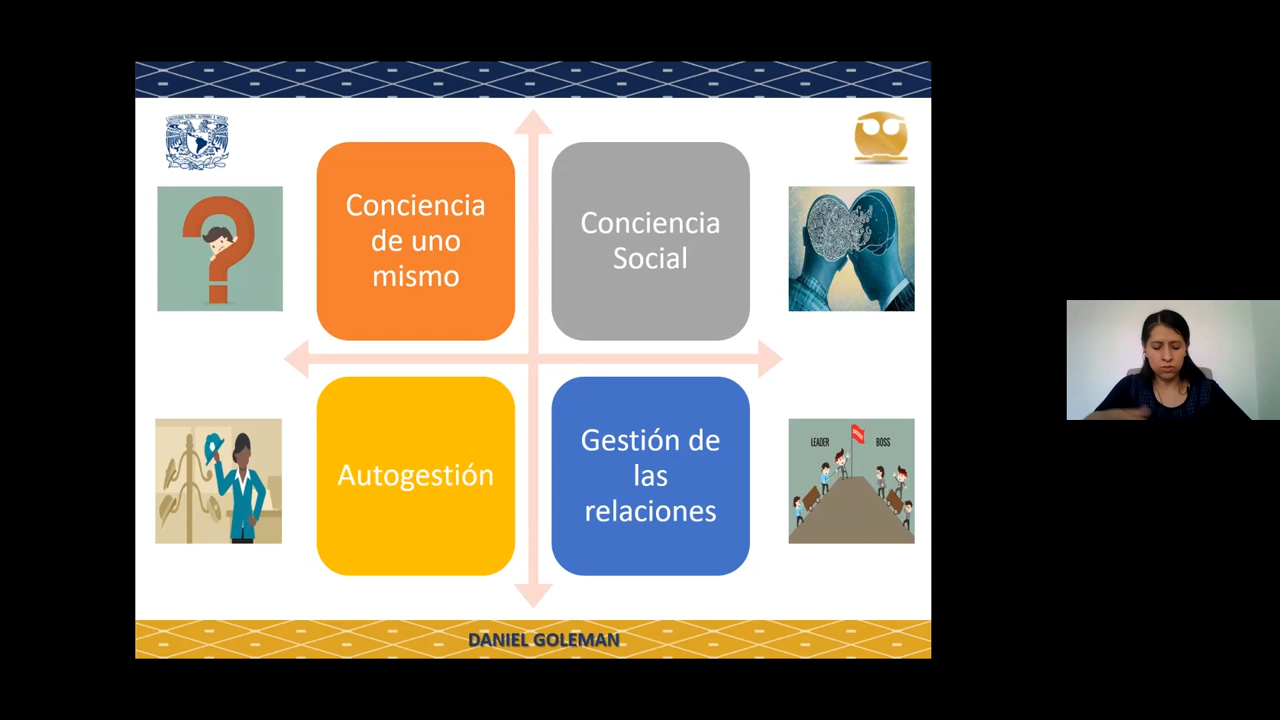 Conciencia
de uno
mismo
Conciencia
Social
Autogestión
Gestión de
las
relaciones
LEADER
BOSS
DANIEL GOLEMAN